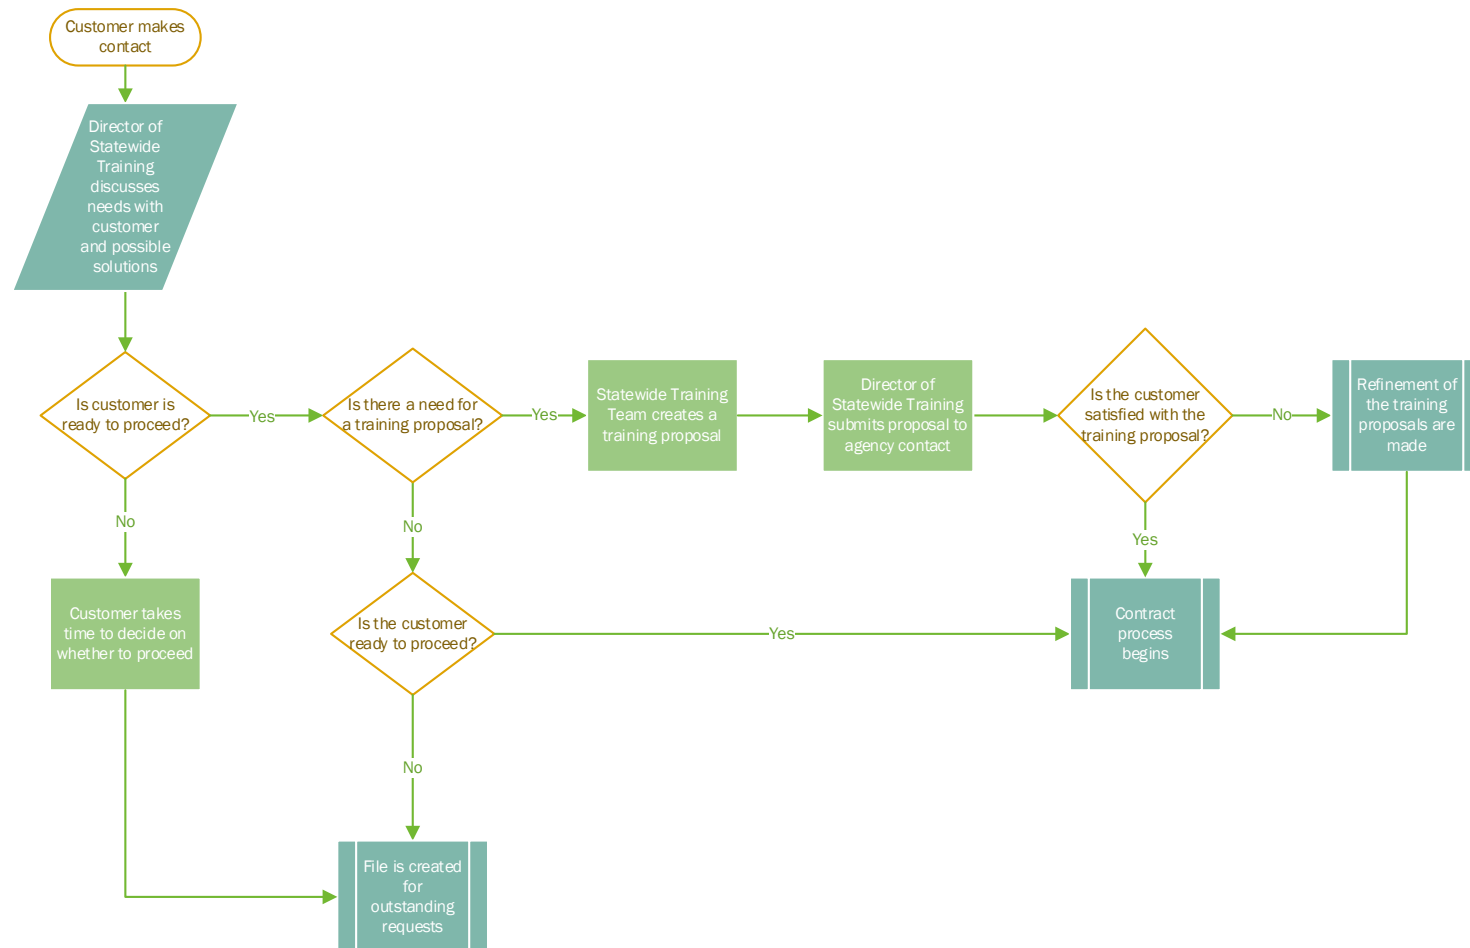 Customer makes
contact
Director of
Statewide
Training
discusses
needs with
customer
and possible
solutions
Is customer is
ready to proceed?
Yes
Is there a need for
a training proposal?
Yes
Statewide Training
Team creates a
training proposal
Director of
Statewide Training
submits proposal to
agency contact
Is the customer
satisfied with the
training proposal?
No
Refinement of
the training
proposals are
made
No
No
Yes
Customer takes
time to decide on
whether to proceed
Is the customer
ready to proceed?
Yes
Contract
process
begins
No
File is created
for
outstanding
requests